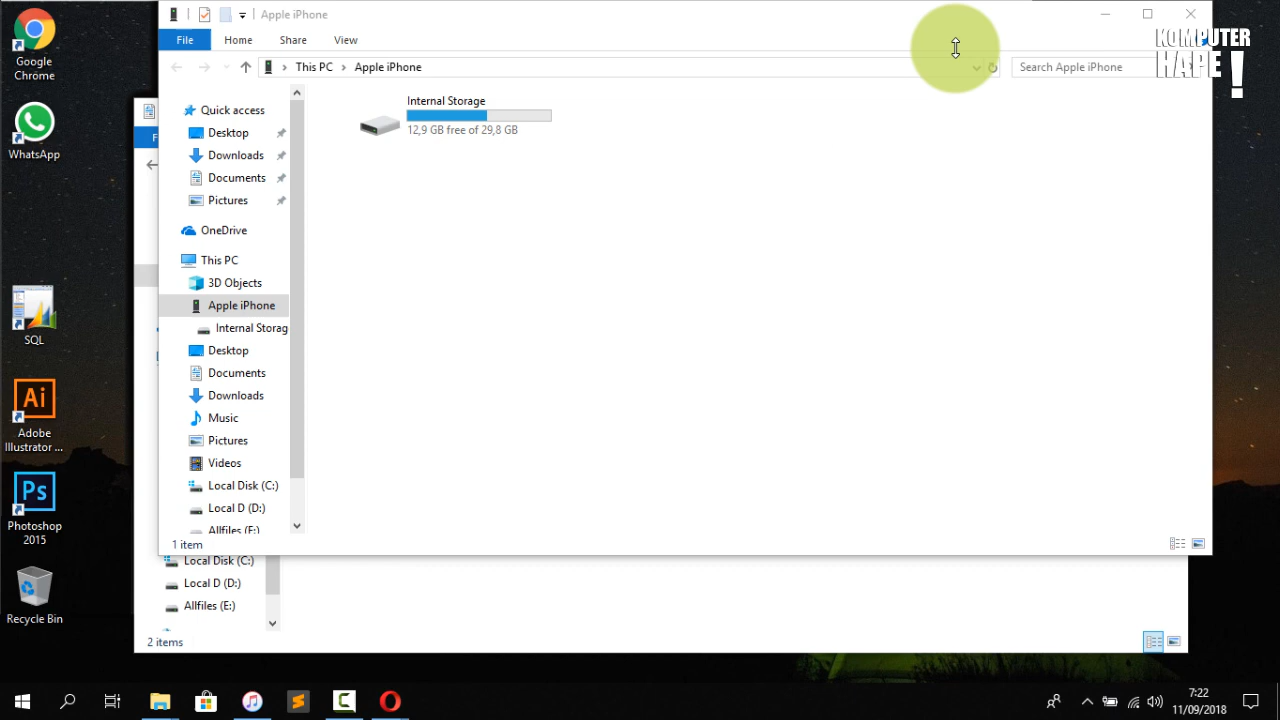 Apple iPhone
KOMPUTER
HAPE!
File
Home
Share
View
This PC
Apple iPhone
Search Apple iPhone
Google
Chrome
WhatsApp
SQL
Ai
Adobe
Illustrator ...
Ps
Photoshop
2015
Recycle Bin
F
Quick access
Desktop
Downloads
Documents
Pictures
OneDrive
This PC
3D Objects
Apple iPhone
Internal Storag
Desktop
Documents
Downloads
Music
Pictures
Videos
Local Disk (C:)
Local D (D:)
Allfiles (E:)
Internal Storage
12,9 GB free of 29,8 GB
1 item
Local Disk (C:)
Local D (D:)
Allfiles (E:)
2 items
7:22
11/09/2018